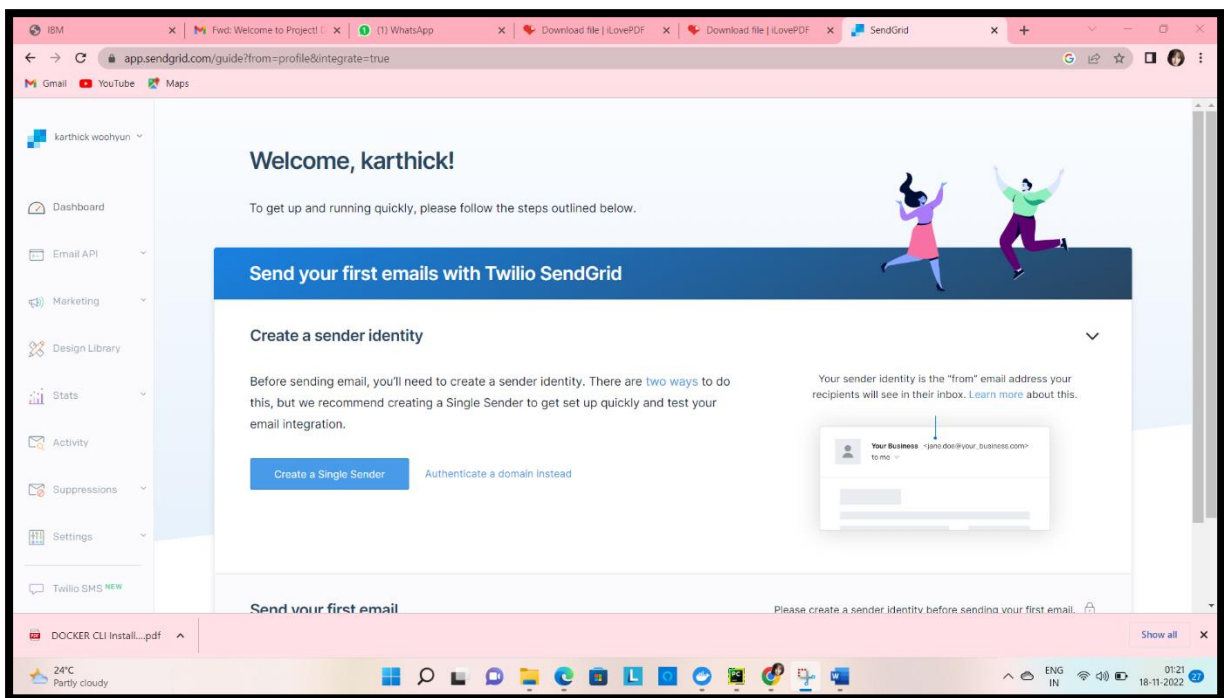 IBM
Fwd: Welcome to Project!
(1) WhatsApp
Download file | iLovePDF
Download file | iLovePDF
SendGrid
app.sendgrid.com/guide?from=profile&integrate=true
Gmail YouTube Maps
karthick woohyun
Dashboard
Email API
Marketing
Design Library
Stats
Activity
Suppressions
Settings
Twilio SMS NEW
Welcome, karthick!
To get up and running quickly, please follow the steps outlined below.
Send your first emails with Twilio SendGrid
Create a sender identity
Before sending email, you'll need to create a sender identity. There are two ways to do
this, but we recommend creating a Single Sender to get set up quickly and test your
email integration.
Create a Single Sender
Authenticate a domain instead
Your sender identity is the "from" email address your
recipients will see in their inbox. Learn more about this.
Your Business <jane.doe@your_business.com>
to me
Send your first email
Please create a sender identity before sending your first email.
DOCKER CLI Install....pdf
Show all
24°C
Partly cloudy
ENG
IN
01:21
18-11-2022
27